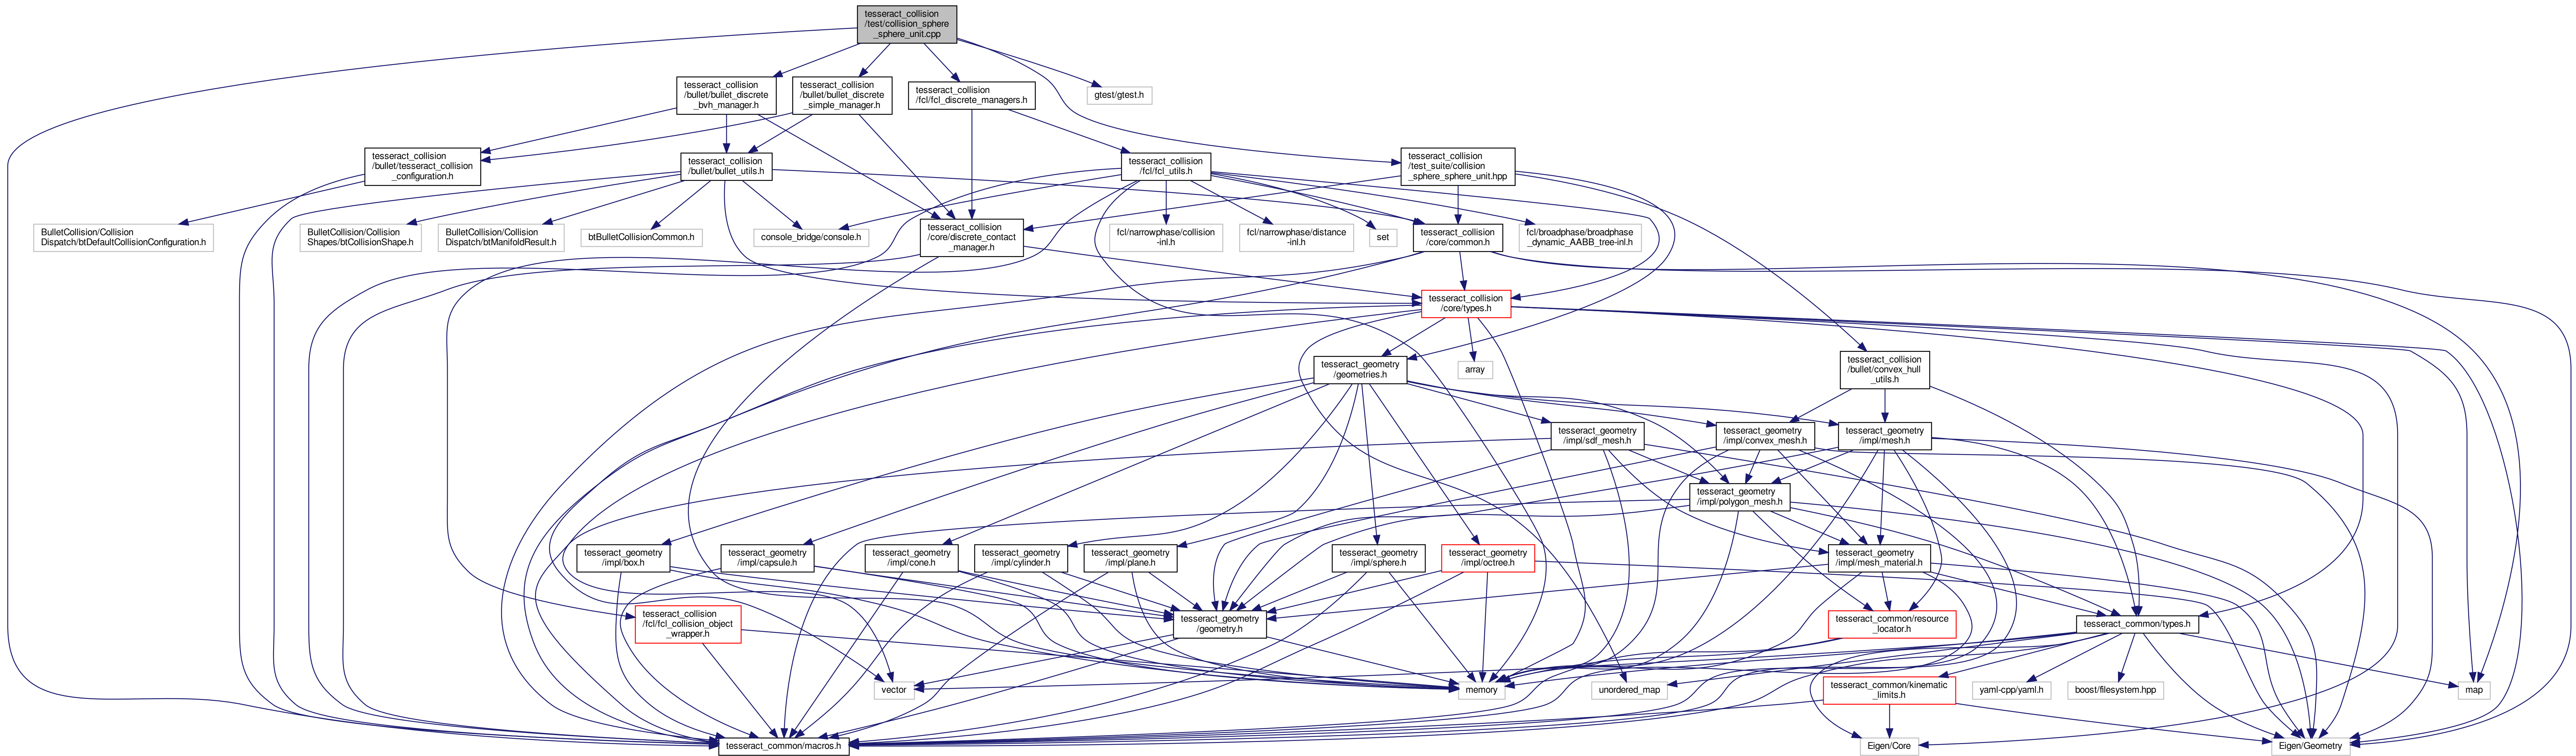 tesseract_collision
/test/collision_sphere
_sphere_unit.cpp
tesseract_collision
/bullet/bullet_discrete
_bvh_manager.h
tesseract_collision
/bullet/bullet_discrete
_simple_manager.h
tesseract_collision
/fcl/fcl_discrete_managers.h
gtest/gtest.h
tesseract_collision
/bullet/tesseract_collision
_configuration.h
tesseract_collision
/bullet/bullet_utils.h
tesseract_collision
/fcl/fcl_utils.h
tesseract_collision
/test_suite/collision
_sphere_sphere_unit.hpp
BulletCollision/Collision
Dispatch/btDefaultCollisionConfiguration.h
BulletCollision/Collision
Shapes/btCollisionShape.h
BulletCollision/Collision
Dispatch/btManifoldResult.h
btBulletCollisionCommon.h
console_bridge/console.h
tesseract_collision
/core/discrete_contact
_manager.h
fcl/narrowphase/collision
-inl.h
fcl/narrowphase/distance
-inl.h
set
tesseract_collision
/core/common.h
fcl/broadphase/broadphase
_dynamic_AABB_tree-inl.h
tesseract_collision
/core/types.h
tesseract_geometry
/geometries.h
array
tesseract_collision
/bullet/convex_hull
_utils.h
tesseract_geometry
/impl/sdf_mesh.h
tesseract_geometry
/impl/convex_mesh.h
tesseract_geometry
/impl/mesh.h
tesseract_geometry
/impl/polygon_mesh.h
tesseract_geometry
/impl/box.h
tesseract_geometry
/impl/capsule.h
tesseract_geometry
/impl/cone.h
tesseract_geometry
/impl/cylinder.h
tesseract_geometry
/impl/plane.h
tesseract_geometry
/impl/sphere.h
tesseract_geometry
/impl/octree.h
tesseract_geometry
/impl/mesh_material.h
tesseract_collision
/fcl/fcl_collision_object
_wrapper.h
tesseract_geometry
/geometry.h
tesseract_common/resource
_locator.h
tesseract_common/types.h
vector
memory
unordered_map
tesseract_common/kinematic
_limits.h
yaml-cpp/yaml.h
boost/filesystem.hpp
map
tesseract_common/macros.h
Eigen/Core
Eigen/Geometry